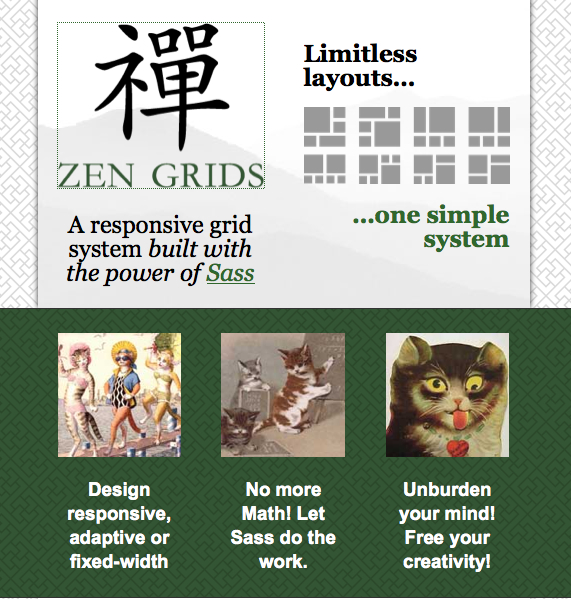 禪
ZEN GRIDS
A responsive grid
system built with
the power of Sass
Limitless
layouts...
...one simple
system
Design
responsive,
adaptive or
fixed-width
No more
Math! Let
Sass do the
work.
Unburden
your mind!
Free your
creativity!